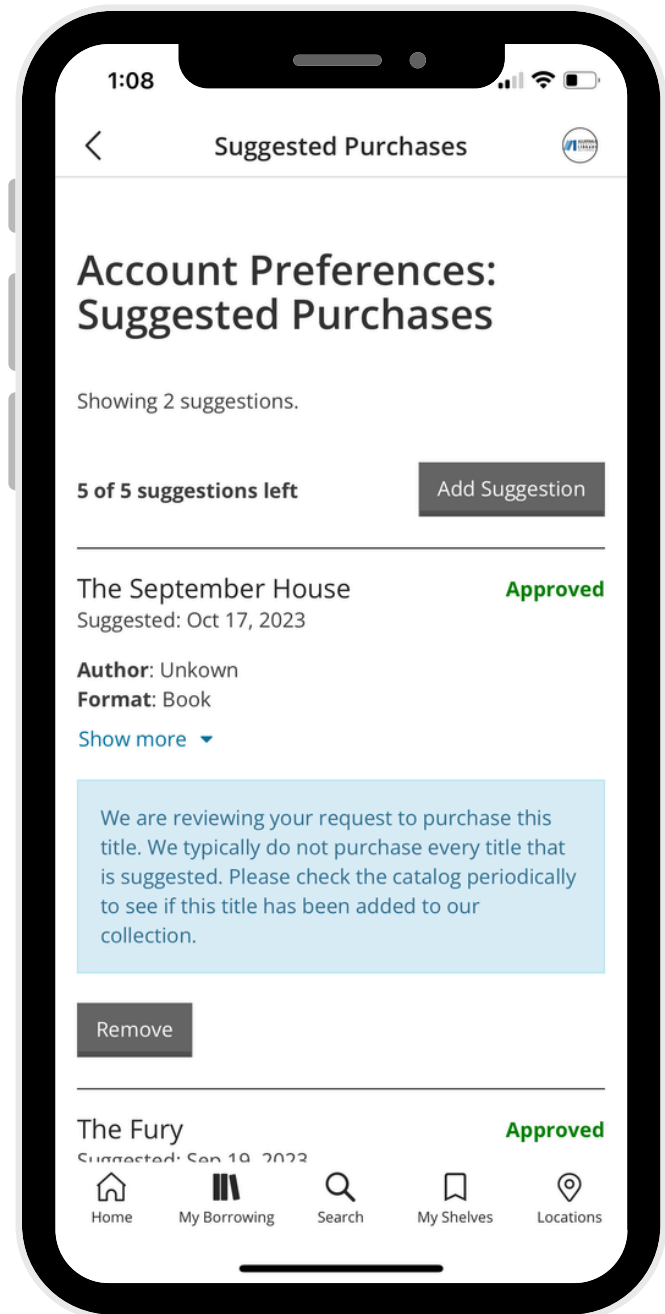 1:08
Suggested Purchases
Account Preferences:
Suggested Purchases
Showing 2 suggestions.
5 of 5 suggestions left
Add Suggestion
The September House
Approved
Suggested: Oct 17, 2023
Author: Unkown
Format: Book
Show more
We are reviewing your request to purchase this
title. We typically do not purchase every title that
is suggested. Please check the catalog periodically
to see if this title has been added to our
collection.
Remove
The Fury
Approved
Suggested: Sep 19, 2023
Home
My Borrowing
Search
My Shelves
Locations